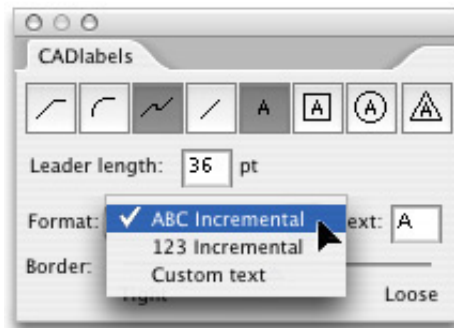 CADlabels
A A A A
Leader length: 36 pt
Format: ✓ ABC Incremental ext: A
123 Incremental
Border: Custom text
Loose